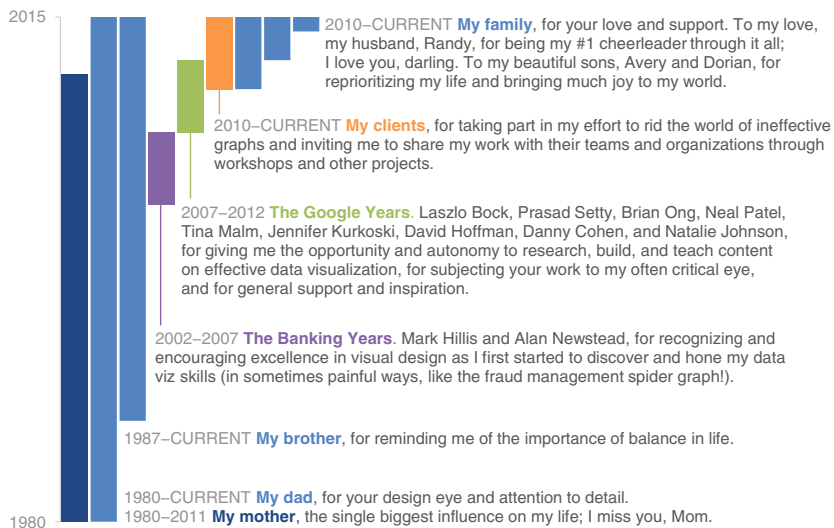 2015
2010–CURRENT My family, for your love and support. To my love,
my husband, Randy, for being my #1 cheerleader through it all;
I love you, darling. To my beautiful sons, Avery and Dorian, for
reprioritizing my life and bringing much joy to my world.
2010–CURRENT My clients, for taking part in my effort to rid the world of ineffective
graphs and inviting me to share my work with their teams and organizations through
workshops and other projects.
2007–2012 The Google Years. Laszlo Bock, Prasad Setty, Brian Ong, Neal Patel,
Tina Malm, Jennifer Kurkoski, David Hoffman, Danny Cohen, and Natalie Johnson,
for giving me the opportunity and autonomy to research, build, and teach content
on effective data visualization, for subjecting your work to my often critical eye,
and for general support and inspiration.
2002–2007 The Banking Years. Mark Hillis and Alan Newstead, for recognizing and
encouraging excellence in visual design as I first started to discover and hone my data
viz skills (in sometimes painful ways, like the fraud management spider graph!).
1987–CURRENT My brother, for reminding me of the importance of balance in life.
1980–CURRENT My dad, for your design eye and attention to detail.
1980–2011 My mother, the single biggest influence on my life; I miss you, Mom.
1980